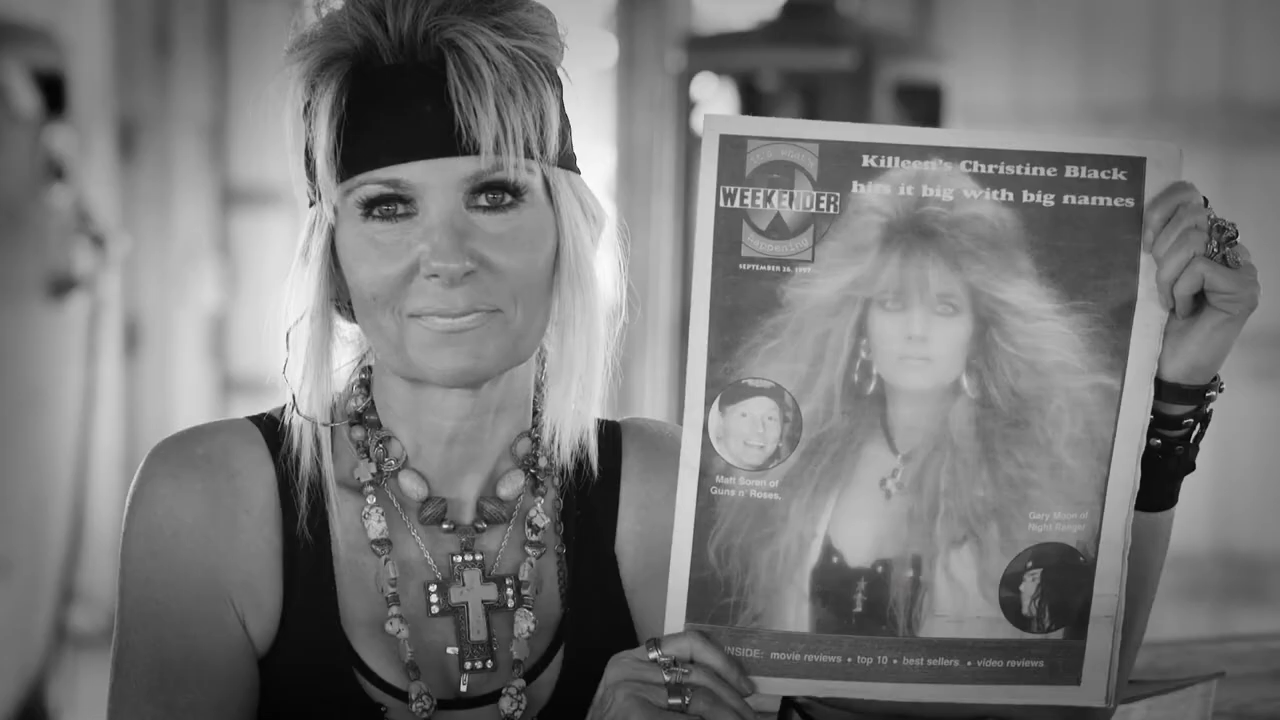 Killeen's Christine Black
hits it big with big names
WEEKENDER
Happening
SEPTEMBER 28, 1997
Matt Soren of
Guns n' Roses,
Gary Moon of
Night Ranger
INSIDE: movie reviews • top 10 • best sellers • video reviews